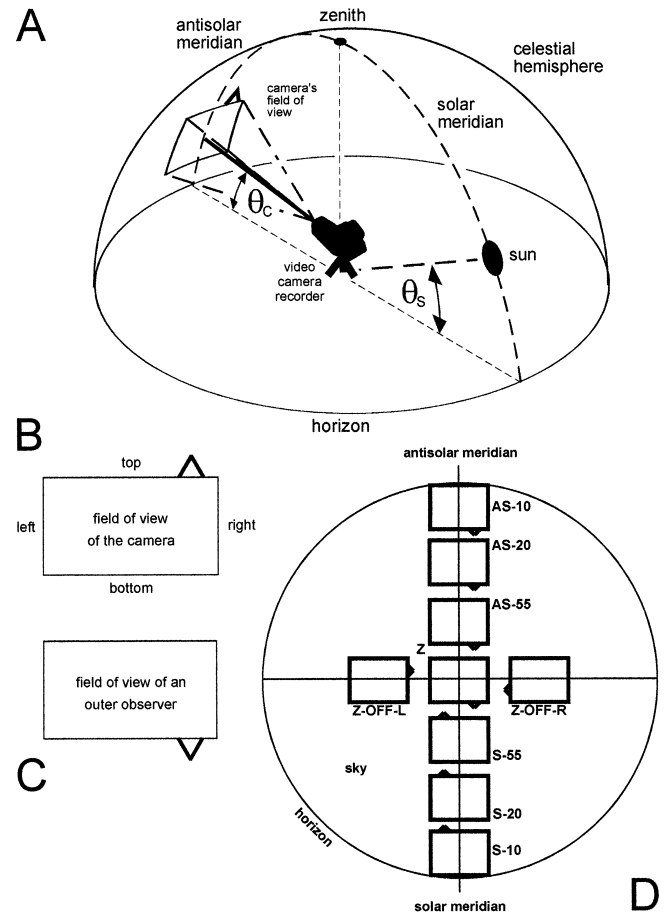 A
zenith
antisolar
meridian
celestial
hemisphere
camera's
field of
view
solar
meridian
θC
sun
video
camera
recorder
θS
horizon
B
top
left
field of view
of the camera
right
bottom
field of view of an
outer observer
C
antisolar meridian
AS-10
AS-20
AS-55
Z
Z-OFF-L
Z-OFF-R
S-55
sky
S-20
horizon
S-10
solar meridian
D